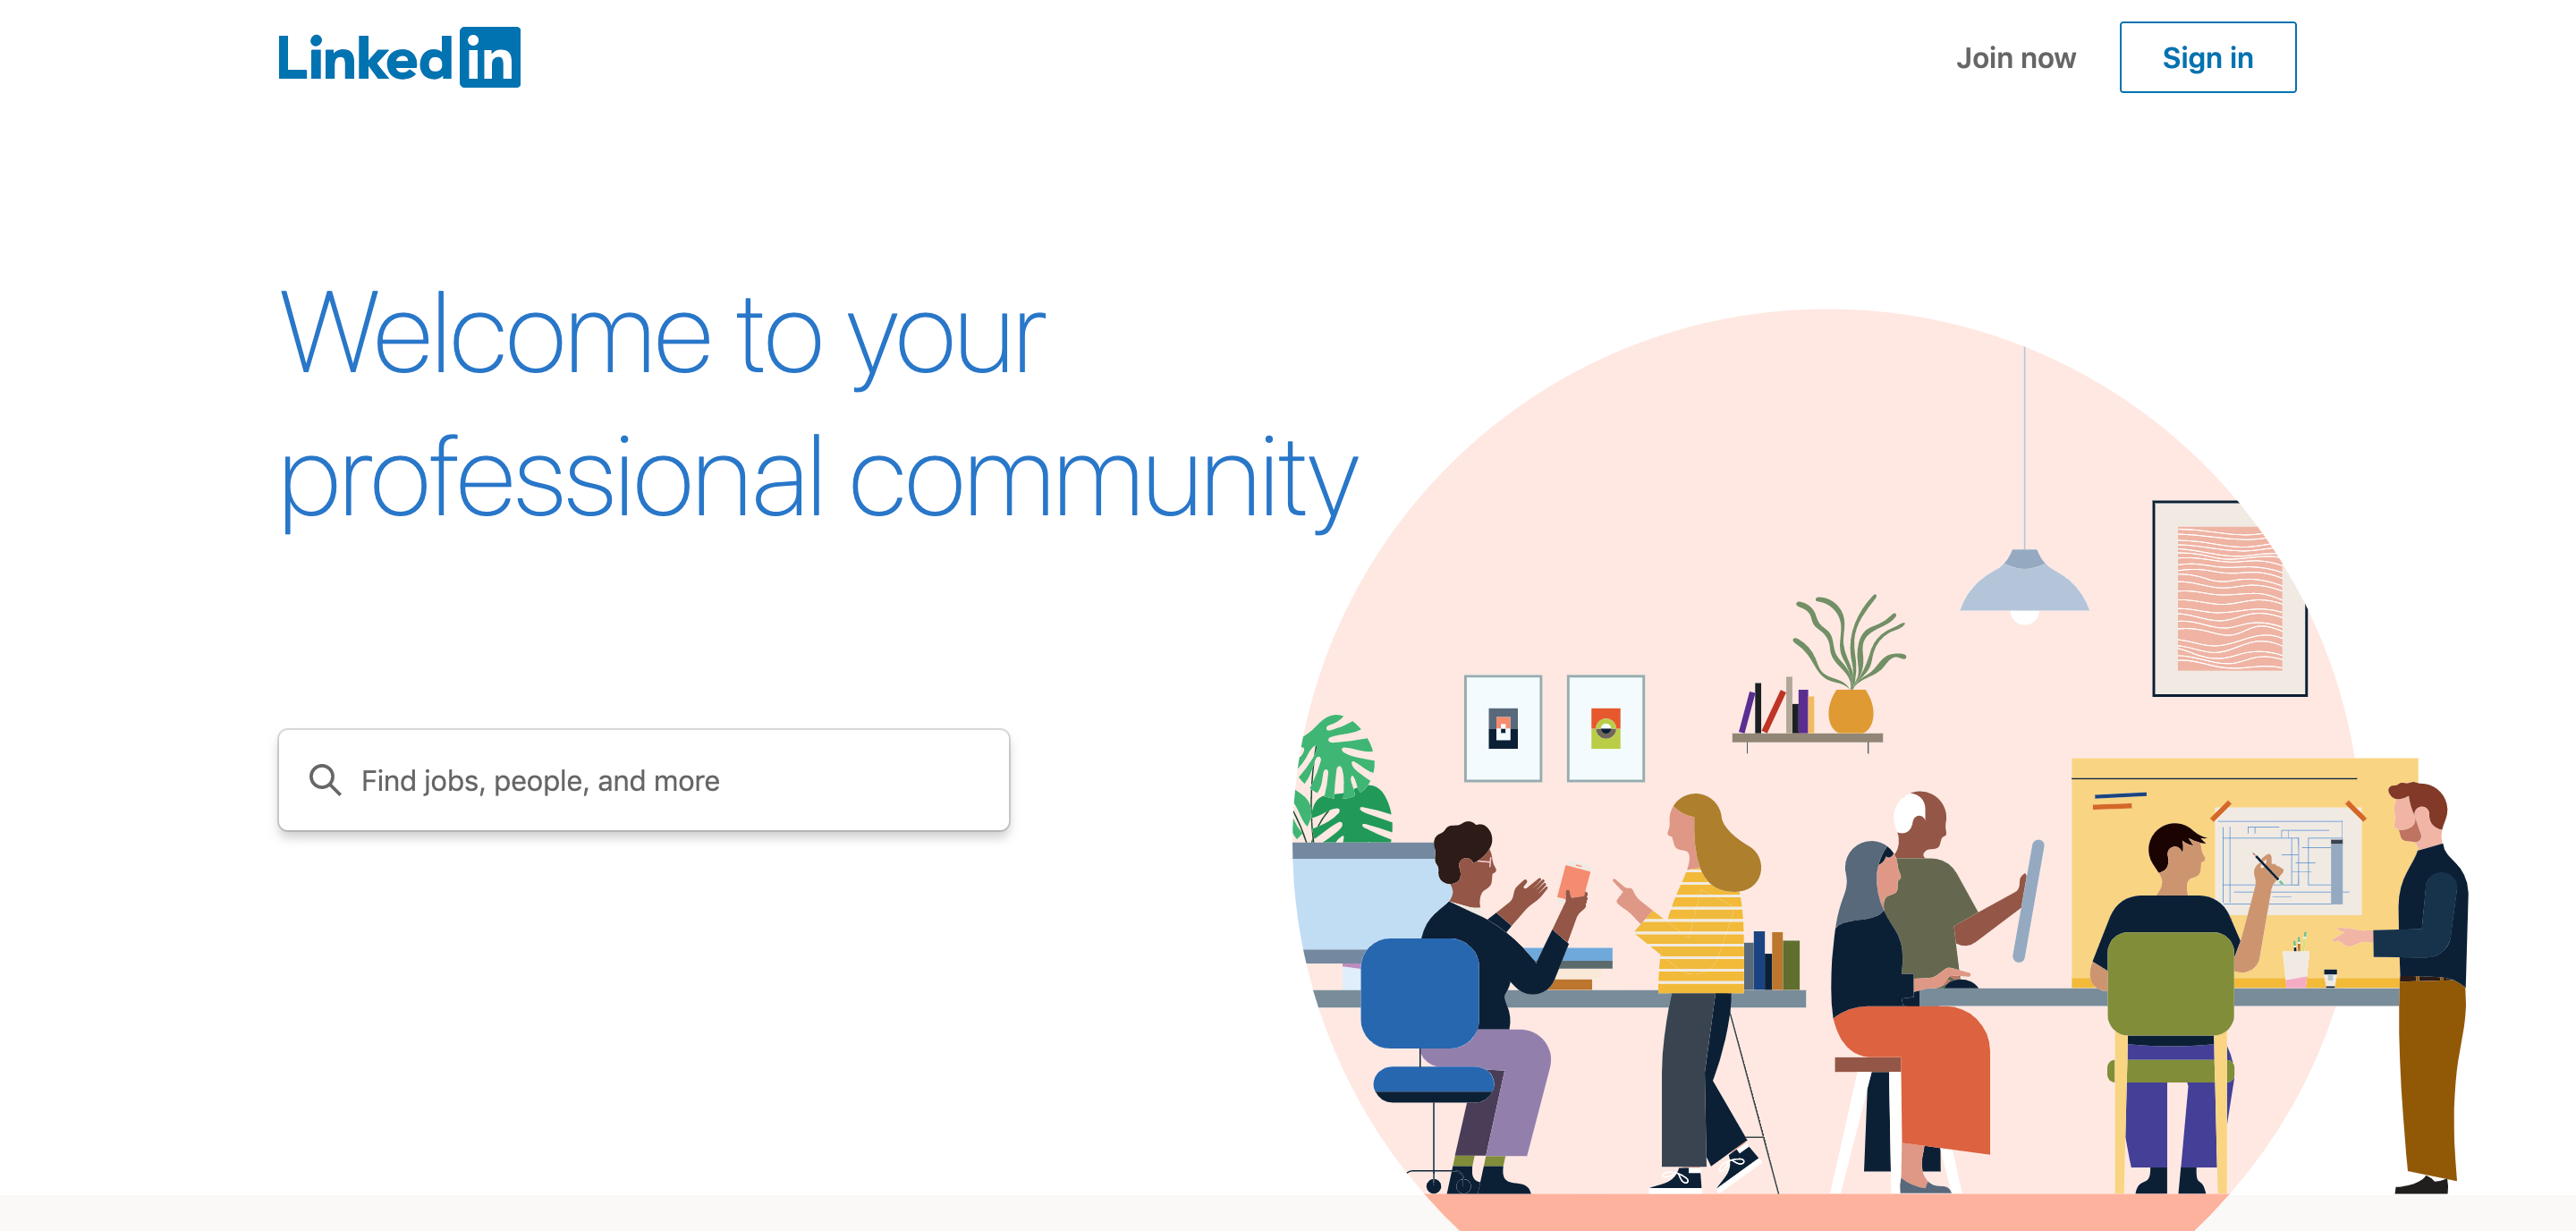 Linked in
Join now
Sign in
Welcome to your
professional community
Find jobs, people, and more